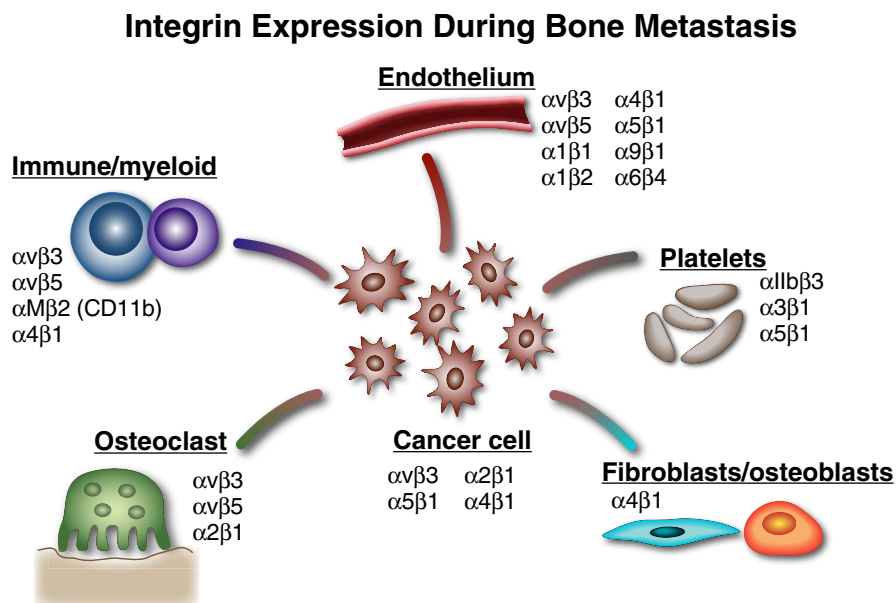 Integrin Expression During Bone Metastasis
Endothelium
αvβ3 α4β1
αvβ5 α5β1
α1β1 α9β1
α1β2 α6β4
Immune/myeloid
αvβ3
αvβ5
αMβ2 (CD11b)
α4β1
Platelets
αIIbβ3
α3β1
α5β1
Osteoclast
αvβ3
αvβ5
α2β1
Cancer cell
αvβ3 α2β1
α5β1 α4β1
Fibroblasts/osteoblasts
α4β1